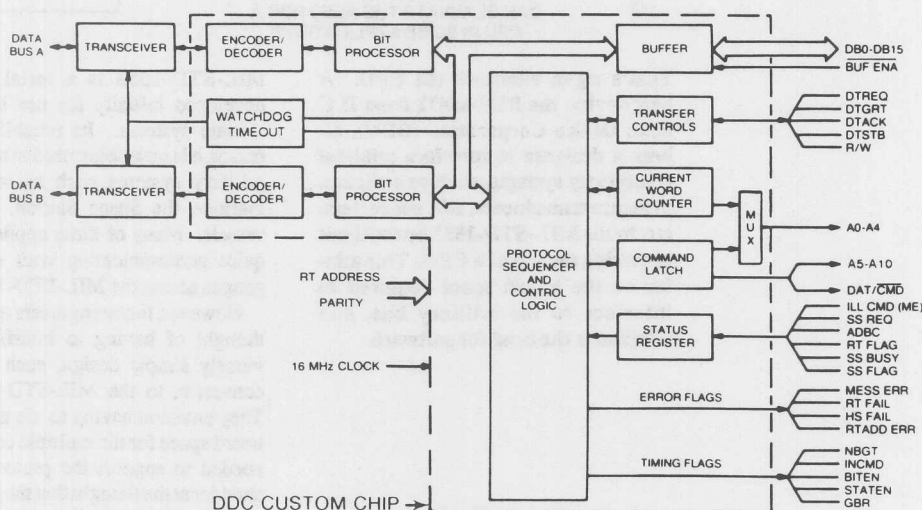 DATA
BUS A
TRANSCEIVER
ENCODER/
DECODER
BIT
PROCESSOR
BUFFER
DB0-DB15
BUF ENA
WATCHDOG
TIMEOUT
TRANSFER
CONTROLS
DTREQ
DTGRT
DTACK
DTSTB
R/W
DATA
BUS B
TRANSCEIVER
ENCODER/
DECODER
BIT
PROCESSOR
CURRENT
WORD
COUNTER
MUX
A0-A4
PROTOCOL
SEQUENCER
AND
CONTROL
LOGIC
COMMAND
LATCH
A5-A10
DAT/CMD
RT ADDRESS
PARITY
STATUS
REGISTER
ILL CMD (ME)
SS REQ
ADBC
RT FLAG
SS BUSY
SS FLAG
16 MHz CLOCK
ERROR FLAGS
MESS ERR
RT FAIL
HS FAIL
RTADD ERR
TIMING FLAGS
NBGT
INCMD
BITEN
STATEN
GBR
DDC CUSTOM CHIP